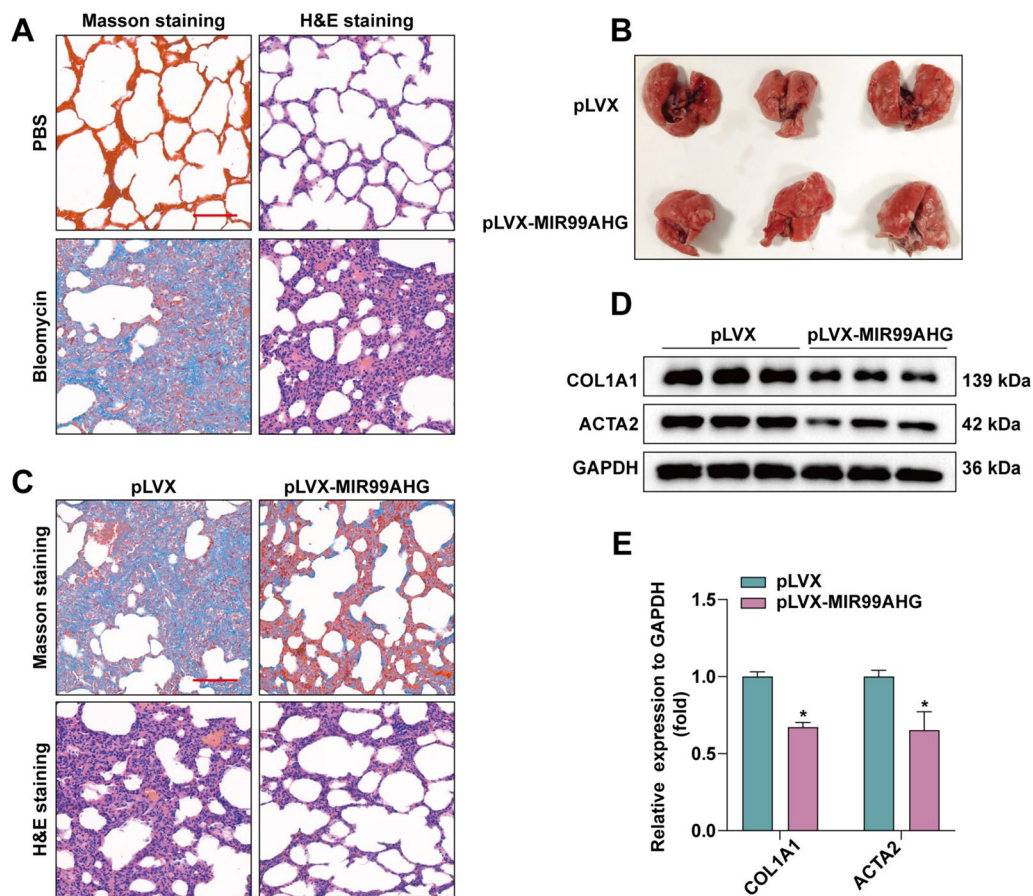 A
Masson staining
H&E staining
PBS
Bleomycin
B
pLVX
pLVX-MIR99AHG
C
pLVX
pLVX-MIR99AHG
Masson staining
H&E staining
D
pLVX
pLVX-MIR99AHG
COL1A1
139 kDa
ACTA2
42 kDa
GAPDH
36 kDa
E
pLVX
pLVX-MIR99AHG
Relative expression to GAPDH
(fold)
1.5
1.0
0.5
0.0
*
*
COL1A1
ACTA2